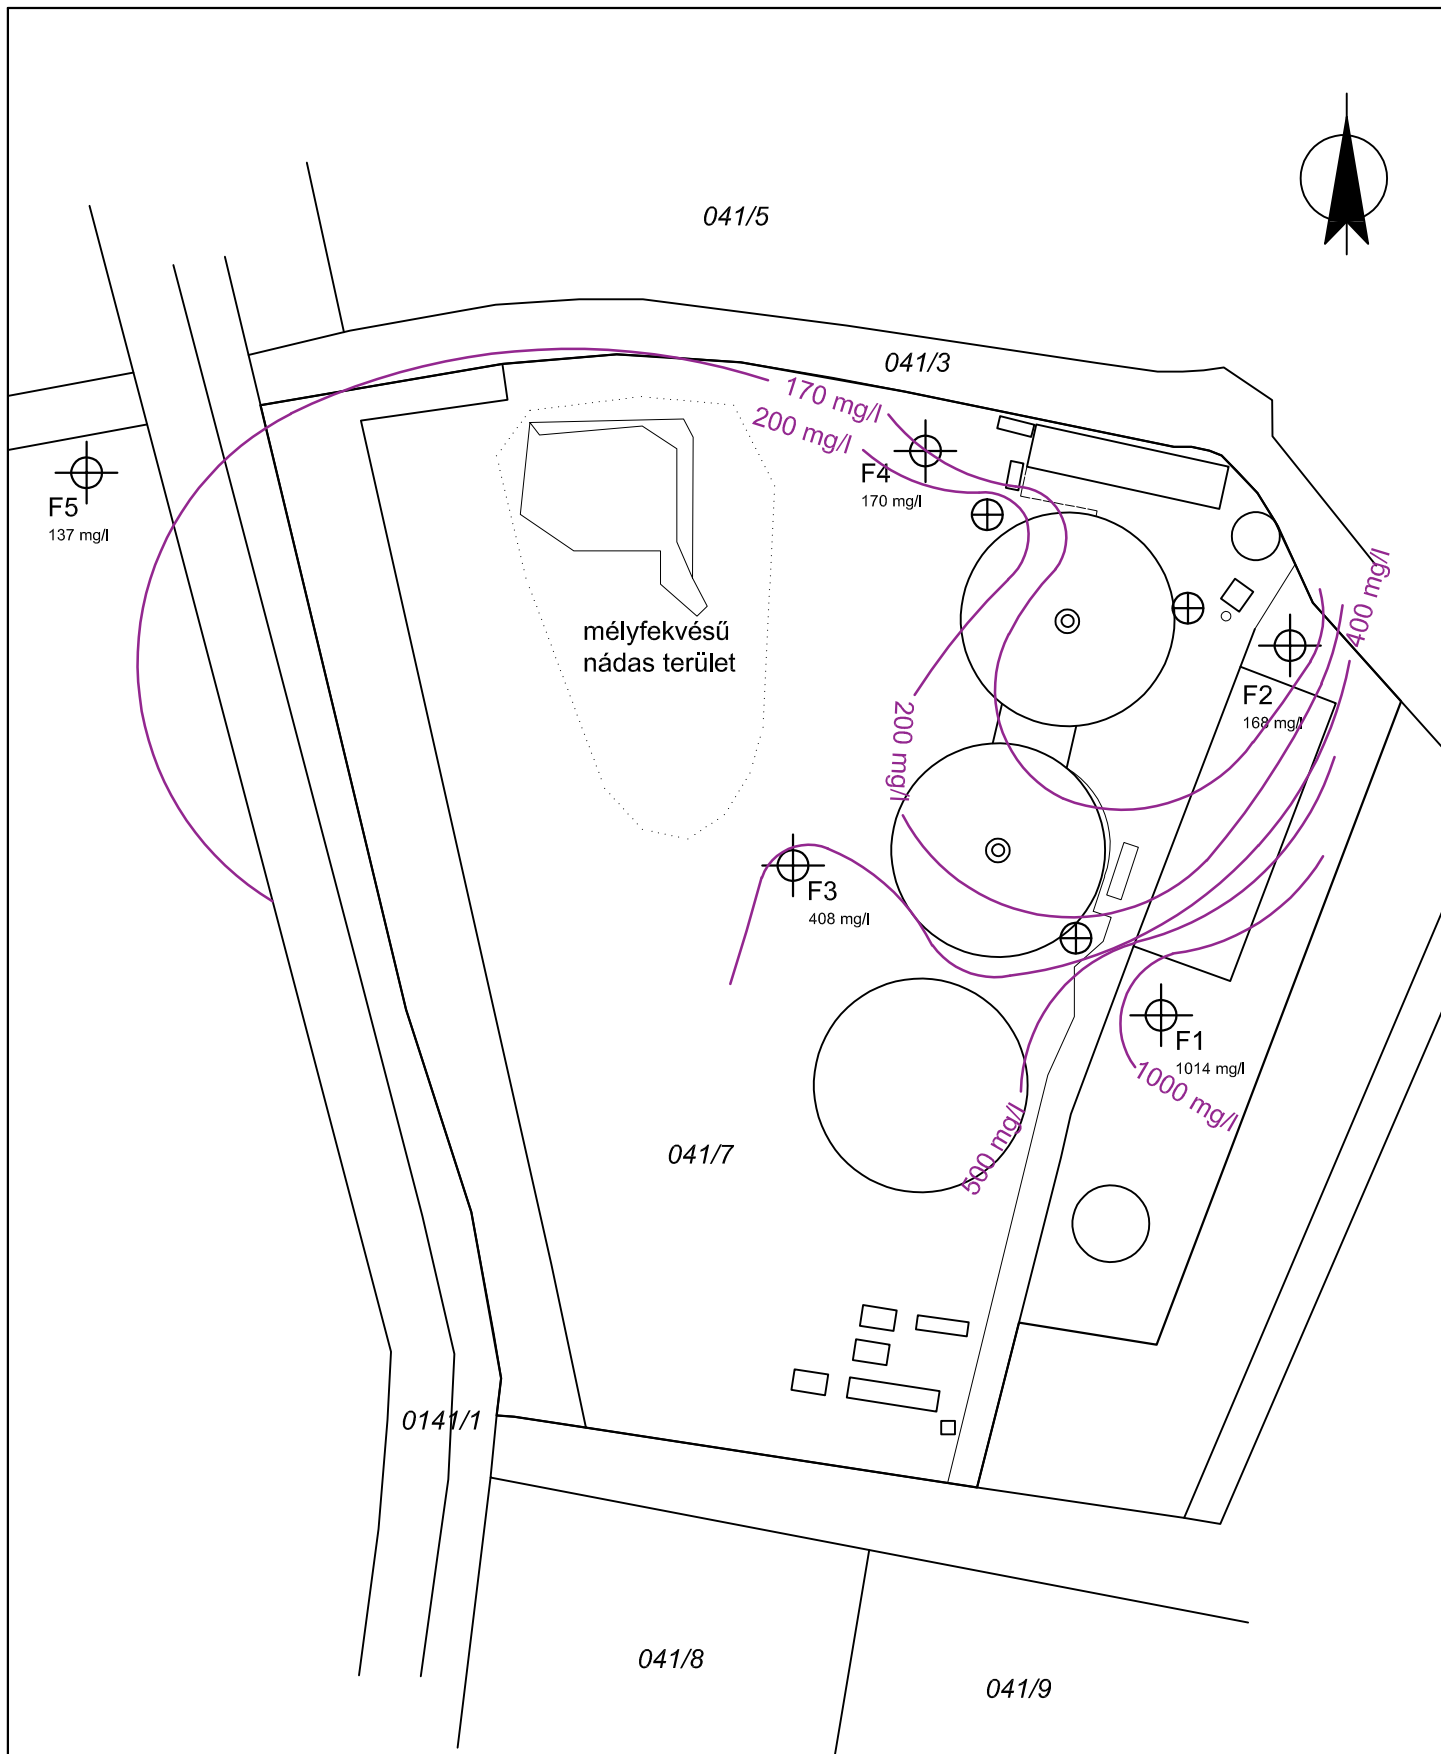 041/5
041/3
170 mg/l
200 mg/l
F4
170 mg/l
F5
137 mg/l
400 mg/l
mélyfekvésű
nádas terület
F2
168 mg/l
200 mg/l
F3
408 mg/l
F1
1014 mg/l
1000 mg/l
500 mg/l
041/7
0141/1
041/8
041/9